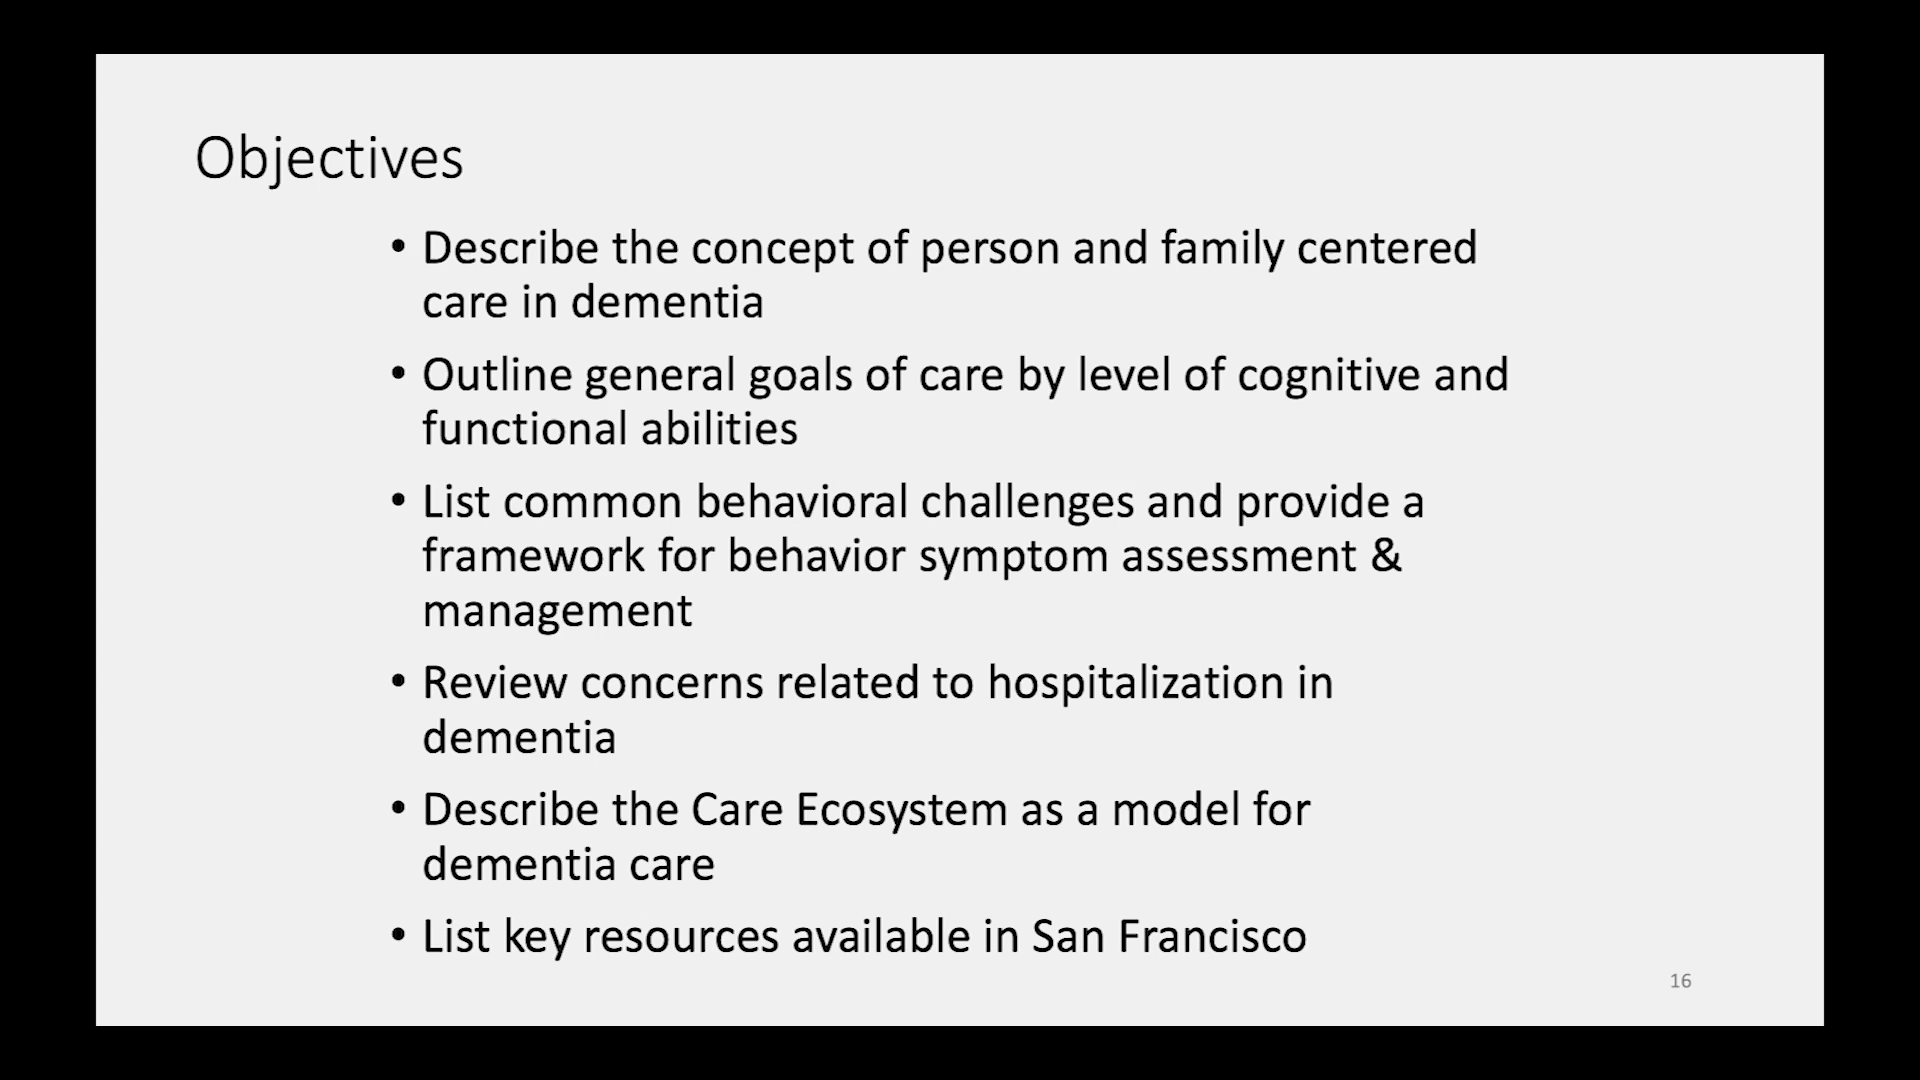 Objectives
• Describe the concept of person and family centered
care in dementia
• Outline general goals of care by level of cognitive and
functional abilities
• List common behavioral challenges and provide a
framework for behavior symptom assessment &
management
• Review concerns related to hospitalization in
dementia
• Describe the Care Ecosystem as a model for
dementia care
• List key resources available in San Francisco
16